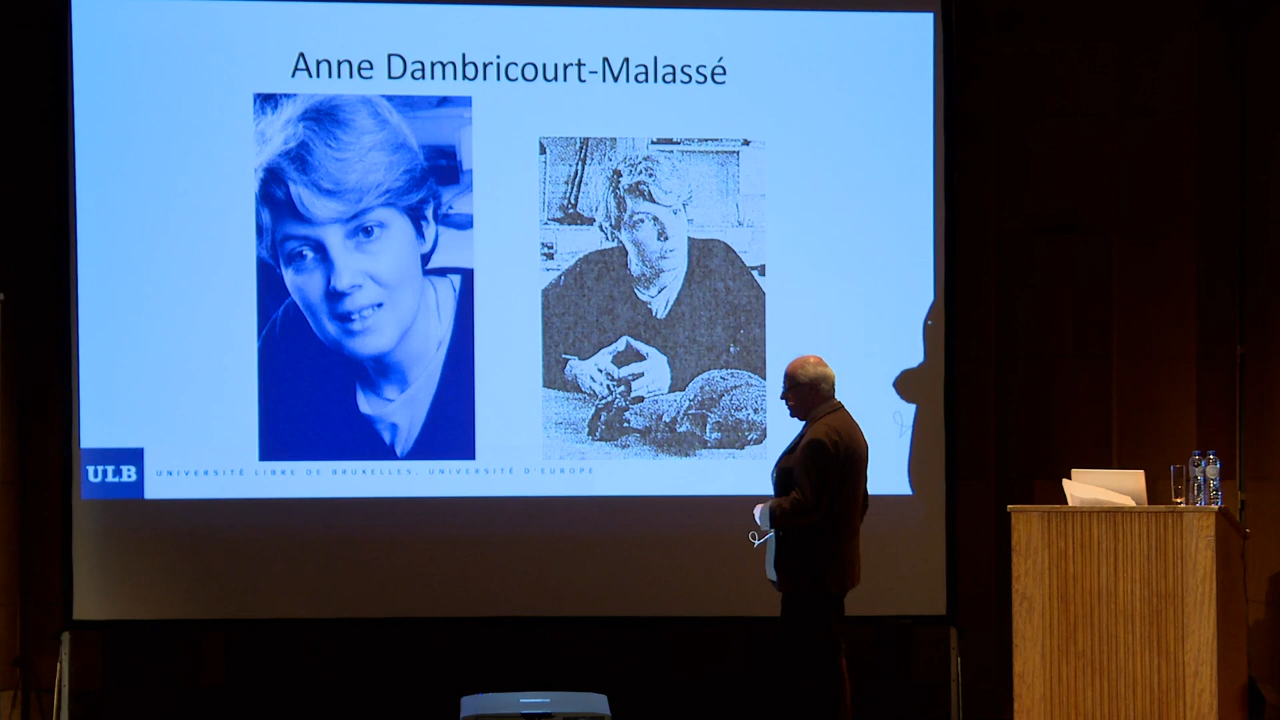 Anne Dambricourt-Malassé
ULB
UNIVERSITÉ LIBRE DE BRUXELLES, UNIVERSITÉ D'EUROPE